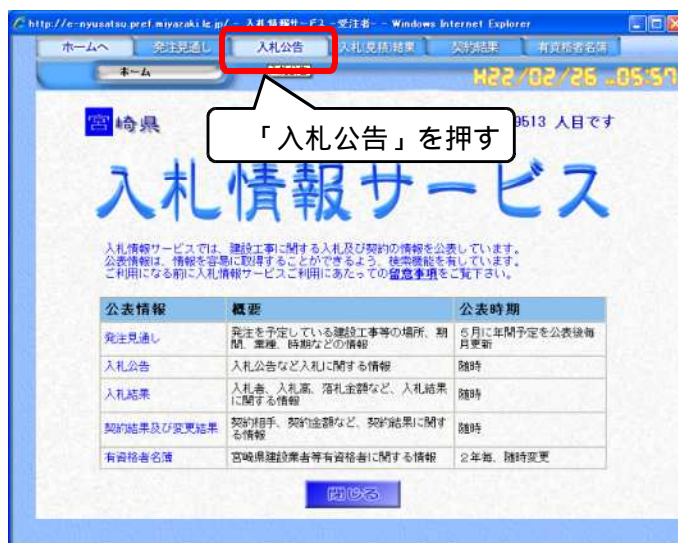 http://e-nyusatsu.pref.miyazaki.lg.jp/ - 入札情報サービス -受注者- - Windows Internet Explorer
ホームへ 発注見通し 入札公告 入札・見積結果 契約結果 有資格者名簿
ホーム
H22/02/26 05:57
宮崎県
9513 人目です
「入札公告」を押す
入札情報サービス
入札情報サービスでは、建設工事に関する入札及び契約の情報を公表しています。
公表情報は、情報を容易に取得することができるよう、検索機能を有しています。
ご利用になる前に入札情報サービスご利用にあたっての留意事項をご覧下さい。
公表情報 概要 公表時期
発注見通し 発注を予定している建設工事等の場所、期間、業種、時期などの情報 5月に年間予定を公表後毎月更新
入札公告 入札公告など入札に関する情報 随時
入札結果 入札者、入札高、落札金額など、入札結果に関する情報 随時
契約結果及び変更結果 契約相手、契約金額など、契約結果に関する情報 随時
有資格者名簿 宮崎県建設業者等有資格者に関する情報 2年毎、随時変更
閉じる